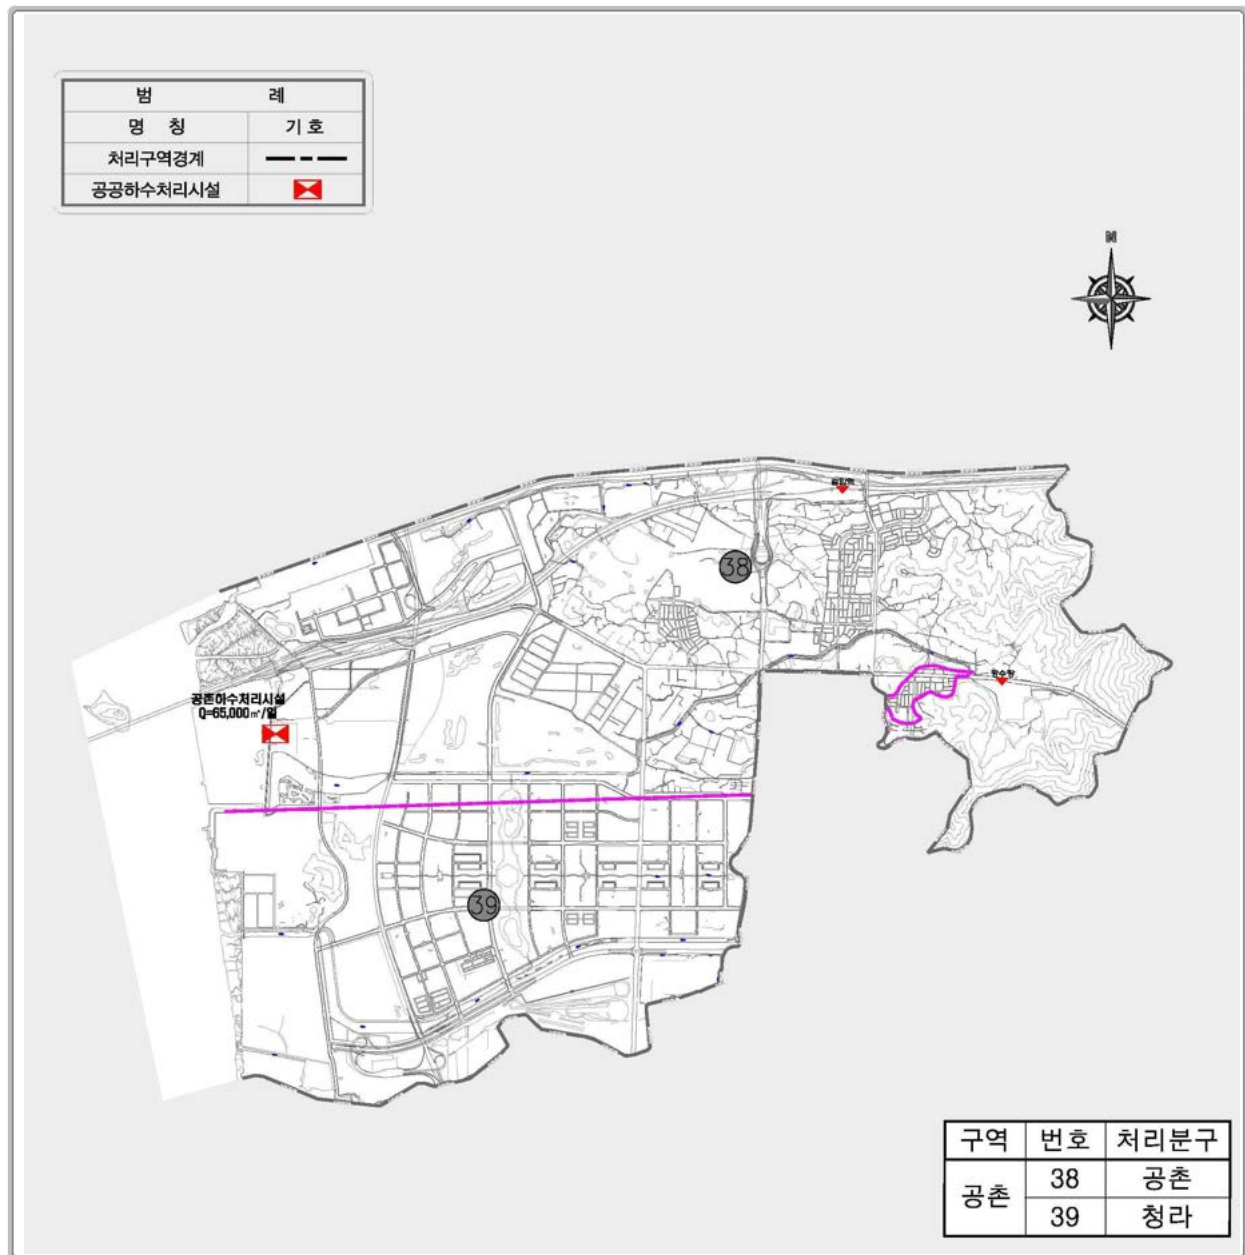 범 례
명 칭 기 호
처리구역경계
공공하수처리시설
N
38
공촌하수처리시설
Q=65,000㎥/일
39
구역 번호 처리분구
공촌 38 공촌
39 청라